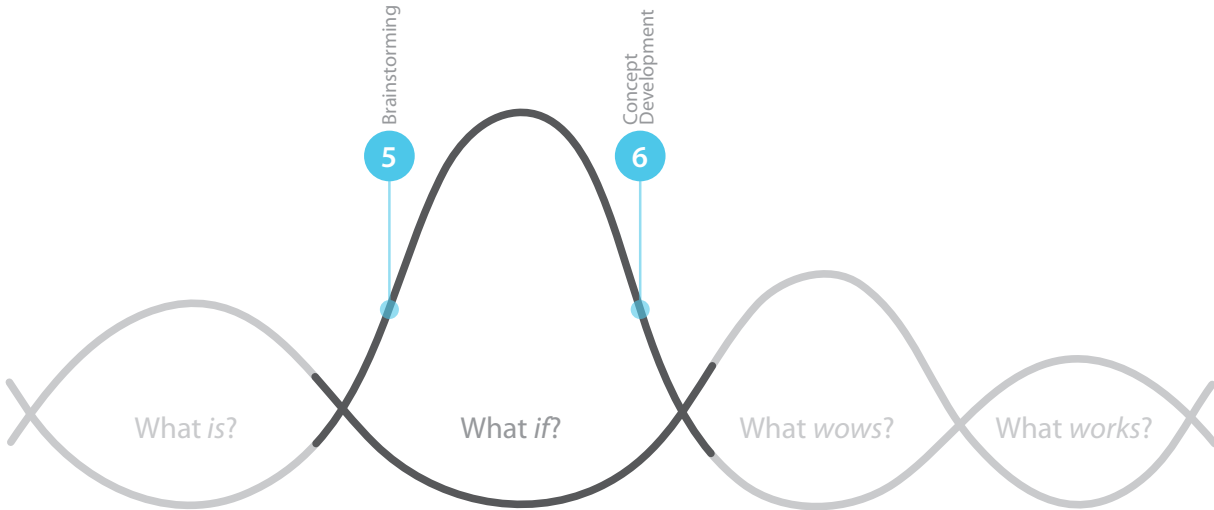 Brainstorming
5
Concept
Development
6
What is?
What if?
What wows?
What works?